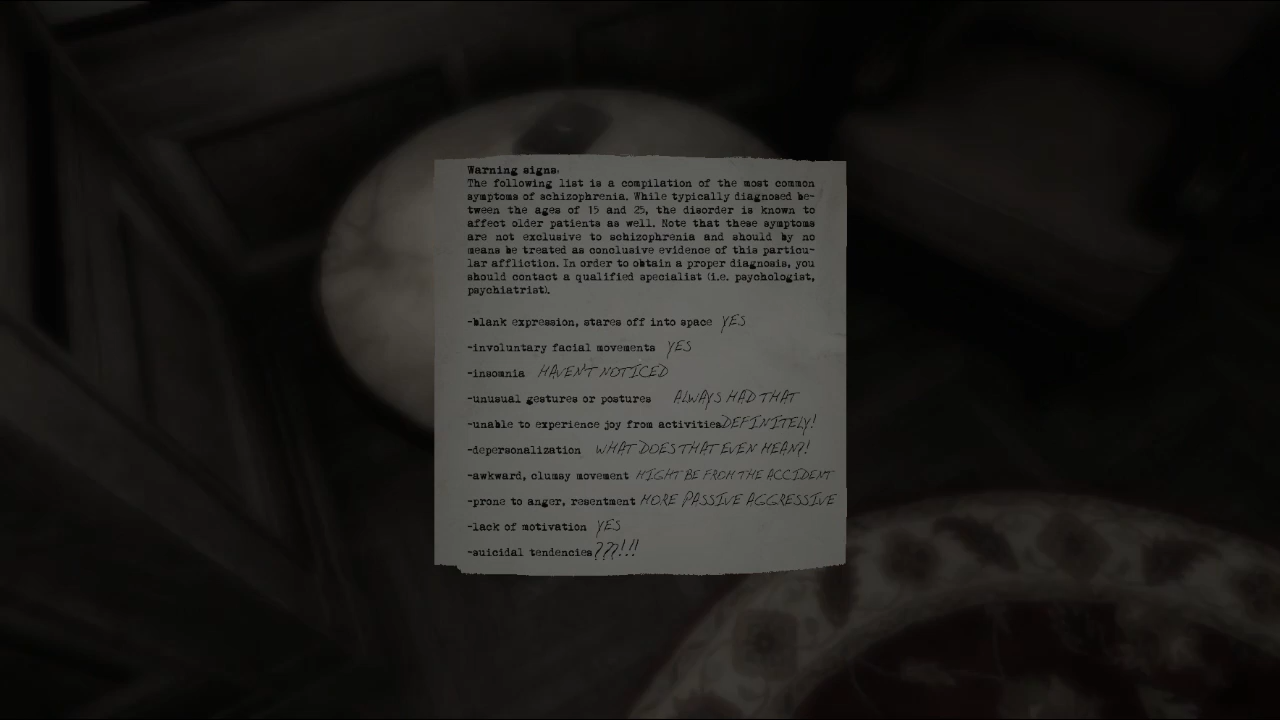 Warning signs.
The following list is a compilation of the most common
symptoms of schizophrenia. While typically diagnosed be-
tween the ages of 15 and 25, the disorder is known to
affect older patients as well. Note that these symptoms
are not exclusive to schizophrenia and should by no
means be treated as conclusive evidence of this particu-
lar affliction. In order to obtain a proper diagnosis, you
should contact a qualified specialist (i.e. psychologist,
psychiatrist).
-blank expression, stares off into space YES
-involuntary facial movements YES
-insomnia HAVEN'T NOTICED
-unusual gestures or postures ALWAYS HAD THAT
-unable to experience joy from activities DEFINITELY!
-depersonalization WHAT DOES THAT EVEN MEAN?!
-awkward, clumsy movement MIGHT BE FROM THE ACCIDENT
-prone to anger, resentment MORE PASSIVE AGGRESSIVE
-lack of motivation YES
-suicidal tendencies ???!!!